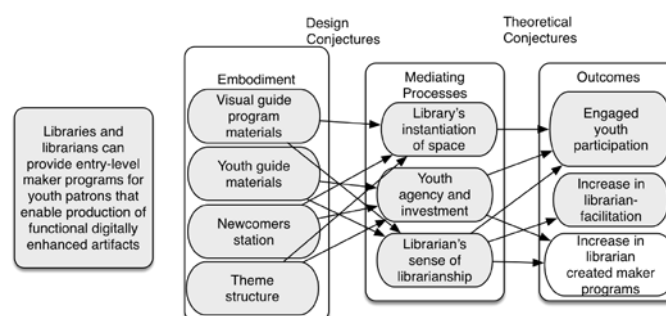 Design
Conjectures
Theoretical
Conjectures
Libraries and
librarians can
provide entry-level
maker programs for
youth patrons that
enable production of
functional digitally
enhanced artifacts
Embodiment
Visual guide
program
materials
Youth guide
materials
Newcomers
station
Theme
structure
Mediating
Processes
Library's
instantiation
of space
Youth
agency and
investment
Librarian's
sense of
librarianship
Outcomes
Engaged
youth
participation
Increase in
librarian-
facilitation
Increase in
librarian
created maker
programs